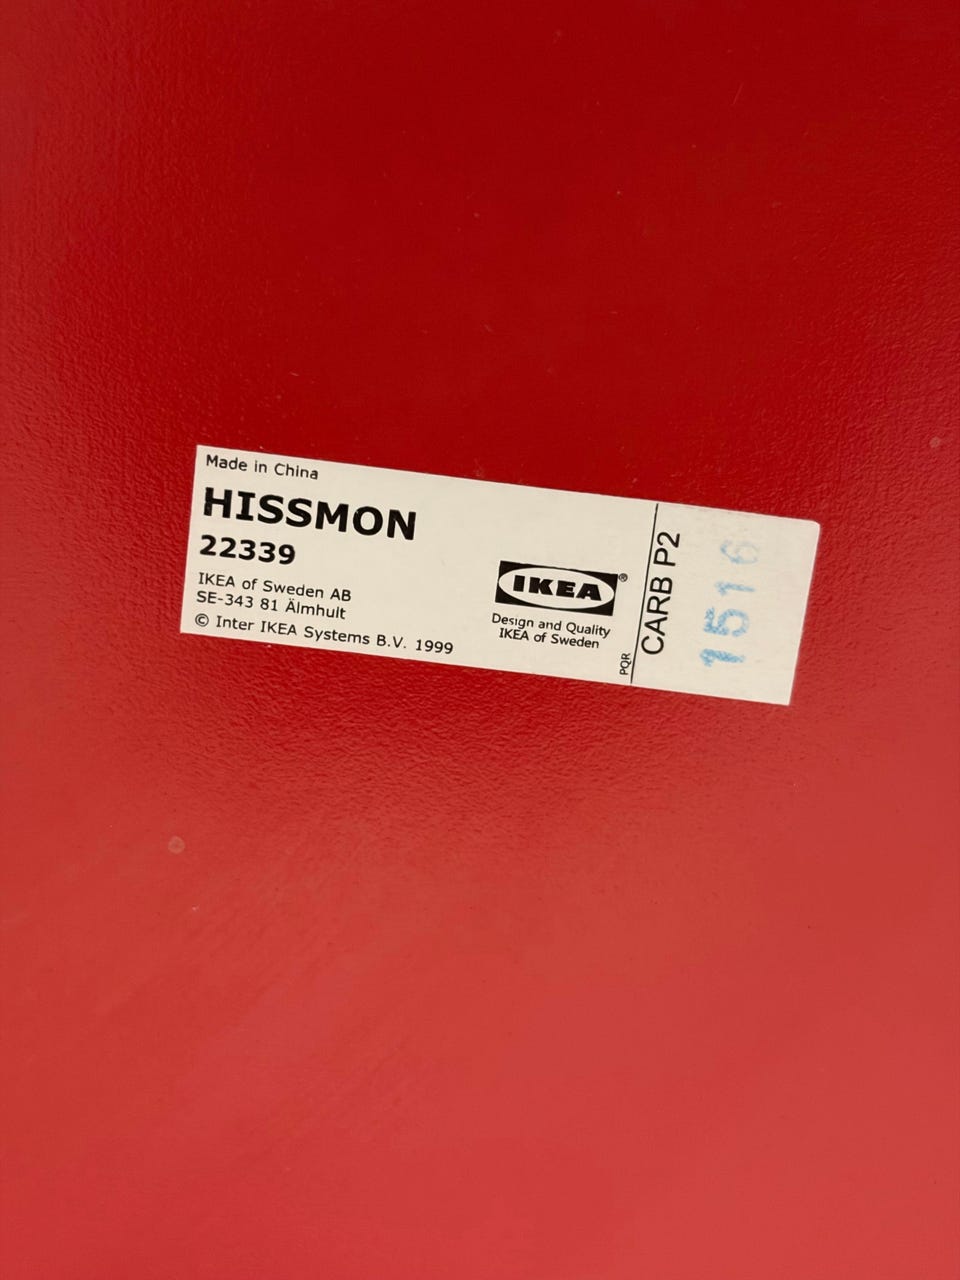 Made in China
HISSMON
22339
IKEA of Sweden AB
SE-343 81 Älmhult
© Inter IKEA Systems B.V. 1999
IKEA®
Design and Quality
IKEA of Sweden
PQR
CARB P2
1516